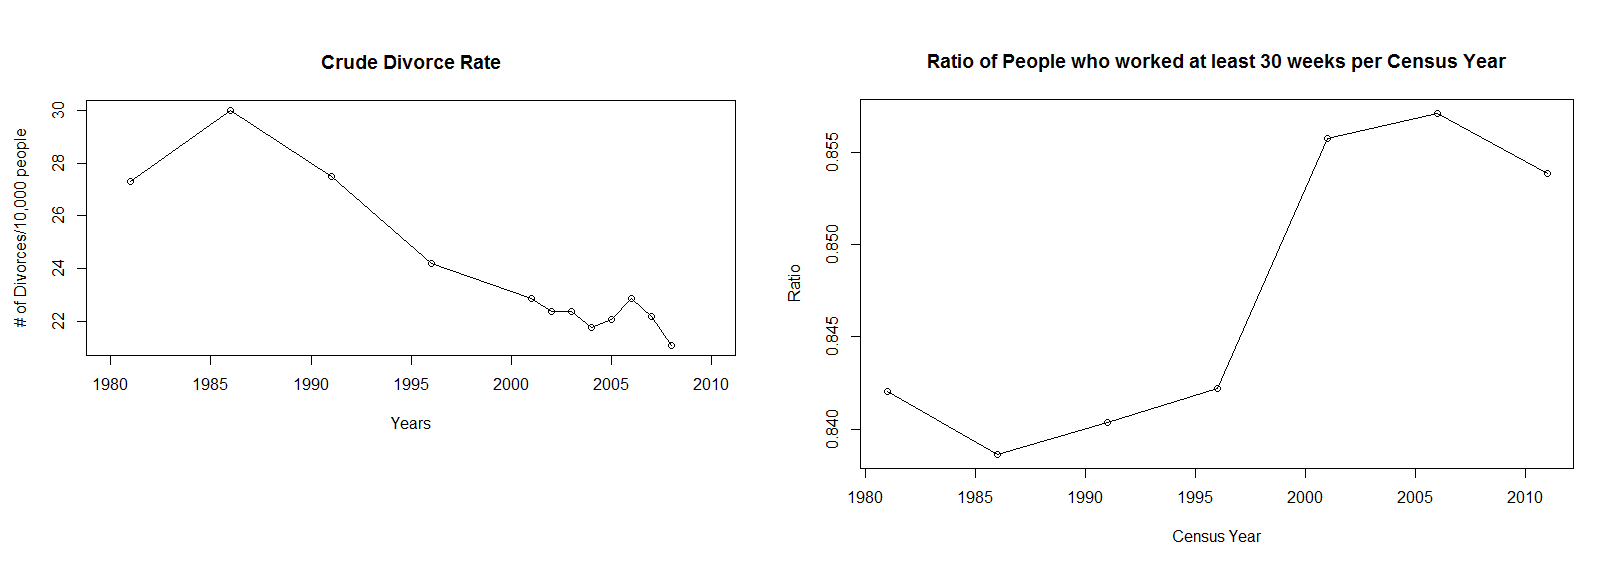 Crude Divorce Rate
# of Divorces/10,000 people
30
28
26
24
22
1980 1985 1990 1995 2000 2005 2010
Years
Ratio of People who worked at least 30 weeks per Census Year
Ratio
0.855
0.850
0.845
0.840
1980 1985 1990 1995 2000 2005 2010
Census Year